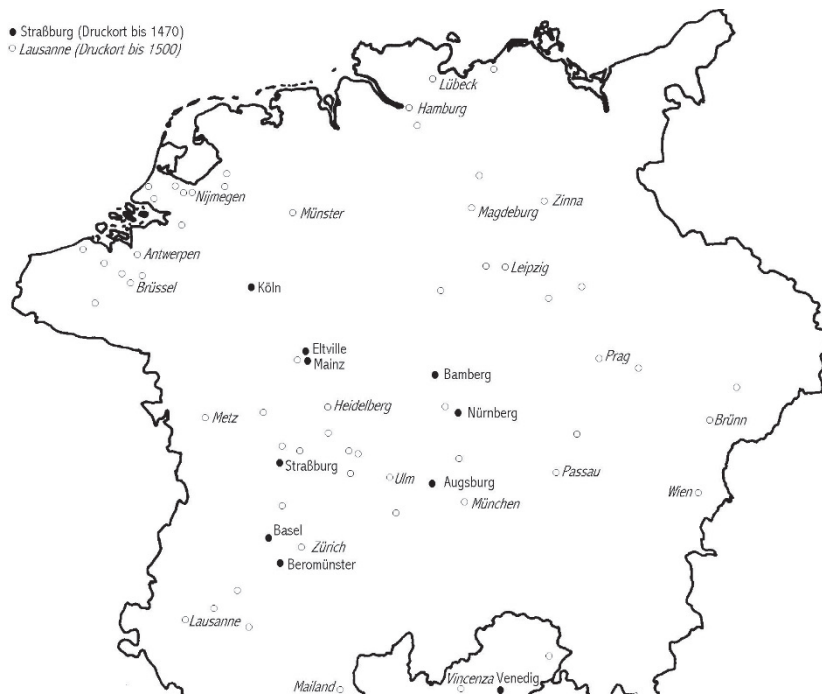 Straßburg (Druckort bis 1470)
Lausanne (Druckort bis 1500)
Lübeck
Hamburg
Nijmegen
Münster
Magdeburg
Zinna
Antwerpen
Brüssel
Leipzig
Köln
Eltville
Mainz
Prag
Bamberg
Heidelberg
Nürnberg
Metz
Brünn
Straßburg
Ulm
Augsburg
Passau
München
Wien
Basel
Zürich
Beromünster
Lausanne
Mailand
Vincenza Venedig